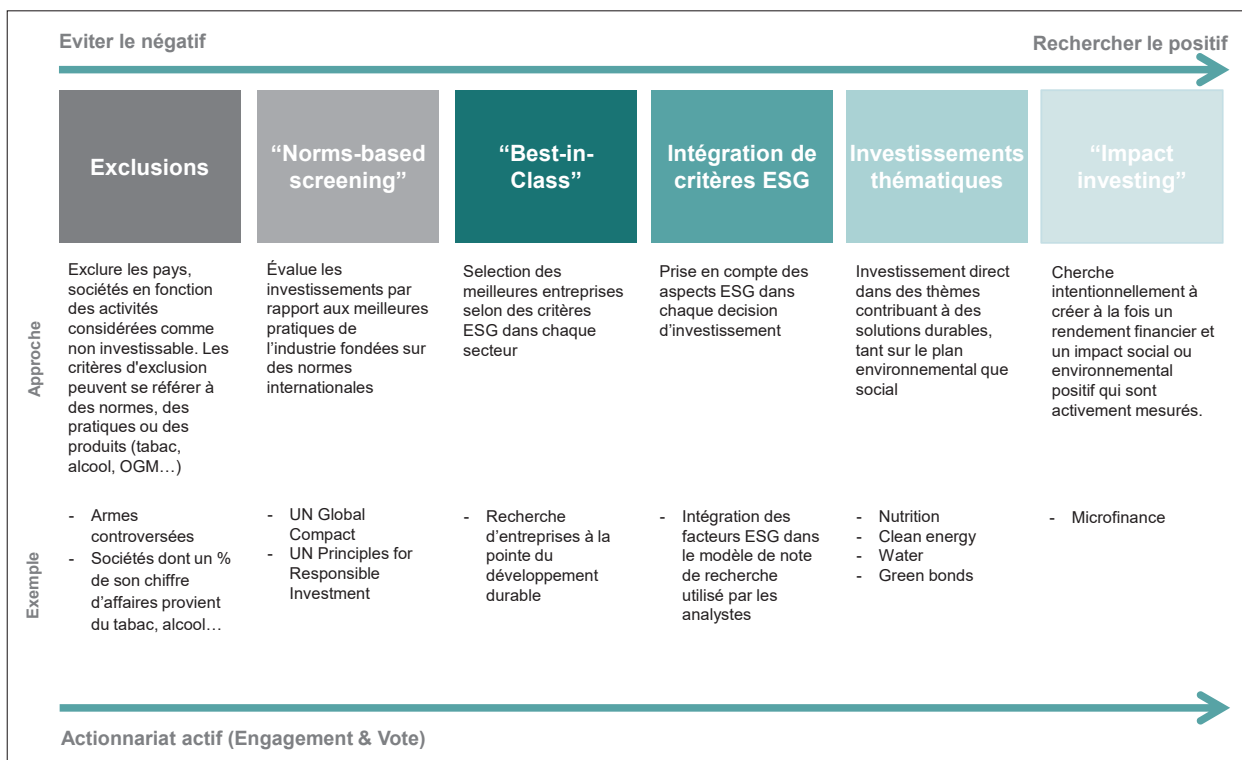 Eviter le négatif
Rechercher le positif
Exclusions
“Norms-based
screening”
“Best-in-
Class”
Intégration de
critères ESG
Investissements
thématiques
“Impact
investing”
Approche
Exclure les pays,
sociétés en fonction
des activités
considérées comme
non investissable. Les
critères d'exclusion
peuvent se référer à
des normes, des
pratiques ou des
produits (tabac,
alcool, OGM…)
Évalue les
investissements par
rapport aux meilleures
pratiques de
l’industrie fondées sur
des normes
internationales
Selection des
meilleures entreprises
selon des critères
ESG dans chaque
secteur
Prise en compte des
aspects ESG dans
chaque decision
d’investissement
Investissement direct
dans des thèmes
contribuant à des
solutions durables,
tant sur le plan
environnemental que
social
Cherche
intentionnellement à
créer à la fois un
rendement financier et
un impact social ou
environnemental
positif qui sont
activement mesurés.
Exemple
- Armes
controversées
- Sociétés dont un %
de son chiffre
d’affaires provient
du tabac, alcool…
- UN Global
Compact
- UN Principles for
Responsible
Investment
- Recherche
d’entreprises à la
pointe du
développement
durable
- Intégration des
facteurs ESG dans
le modèle de note
de recherche
utilisé par les
analystes
- Nutrition
- Clean energy
- Water
- Green bonds
- Microfinance
Actionnariat actif (Engagement & Vote)